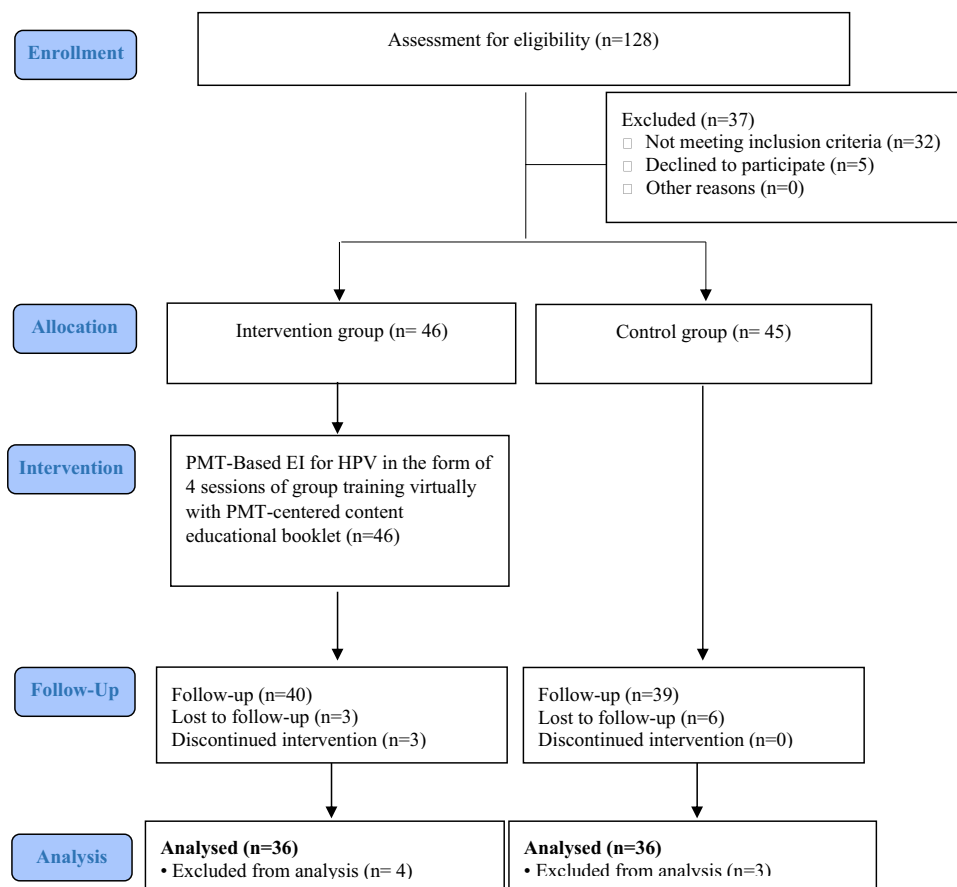 Enrollment
Assessment for eligibility (n=128)
Excluded (n=37)
Not meeting inclusion criteria (n=32)
Declined to participate (n=5)
Other reasons (n=0)
Allocation
Intervention group (n= 46)
Control group (n= 45)
Intervention
PMT-Based EI for HPV in the form of
4 sessions of group training virtually
with PMT-centered content
educational booklet (n=46)
Follow-Up
Follow-up (n=40)
Lost to follow-up (n=3)
Discontinued intervention (n=3)
Follow-up (n=39)
Lost to follow-up (n=6)
Discontinued intervention (n=0)
Analysis
Analysed (n=36)
• Excluded from analysis (n= 4)
Analysed (n=36)
• Excluded from analysis (n=3)